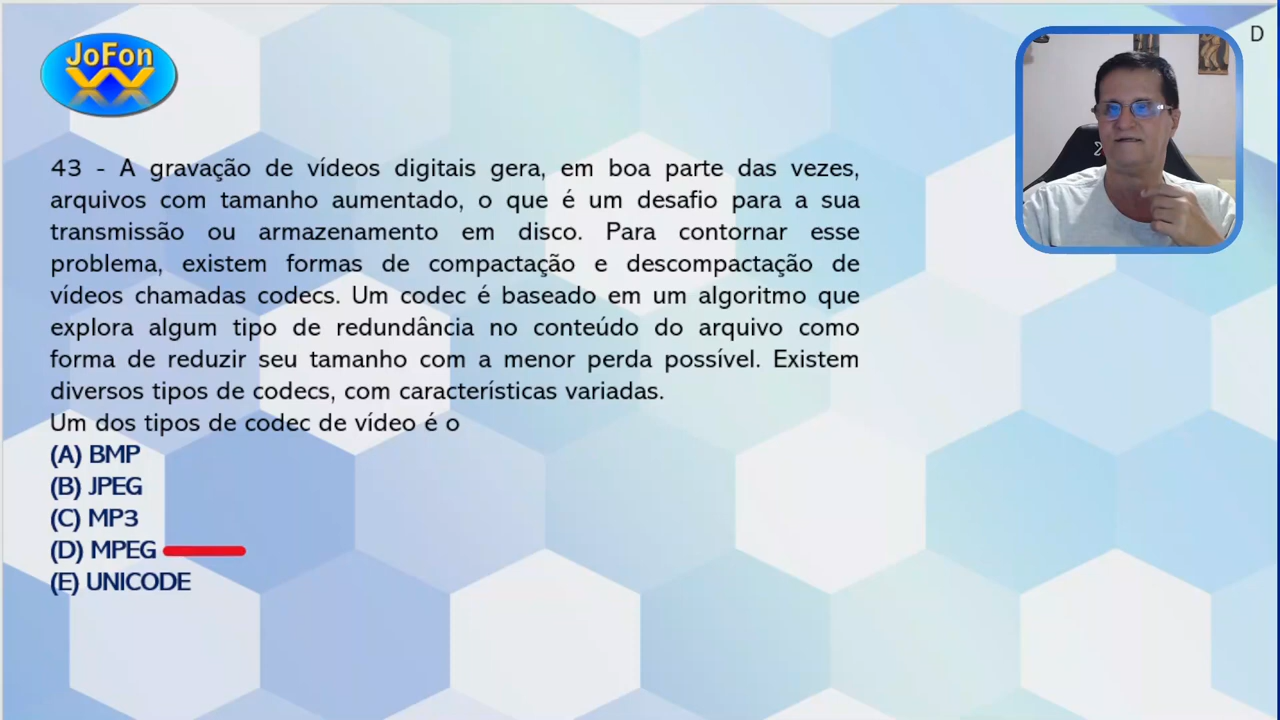 JoFon
D
43 - A gravação de vídeos digitais gera, em boa parte das vezes,
arquivos com tamanho aumentado, o que é um desafio para a sua
transmissão ou armazenamento em disco. Para contornar esse
problema, existem formas de compactação e descompactação de
vídeos chamadas codecs. Um codec é baseado em um algoritmo que
explora algum tipo de redundância no conteúdo do arquivo como
forma de reduzir seu tamanho com a menor perda possível. Existem
diversos tipos de codecs, com características variadas.
Um dos tipos de codec de vídeo é o
(A) BMP
(B) JPEG
(C) MP3
(D) MPEG
(E) UNICODE